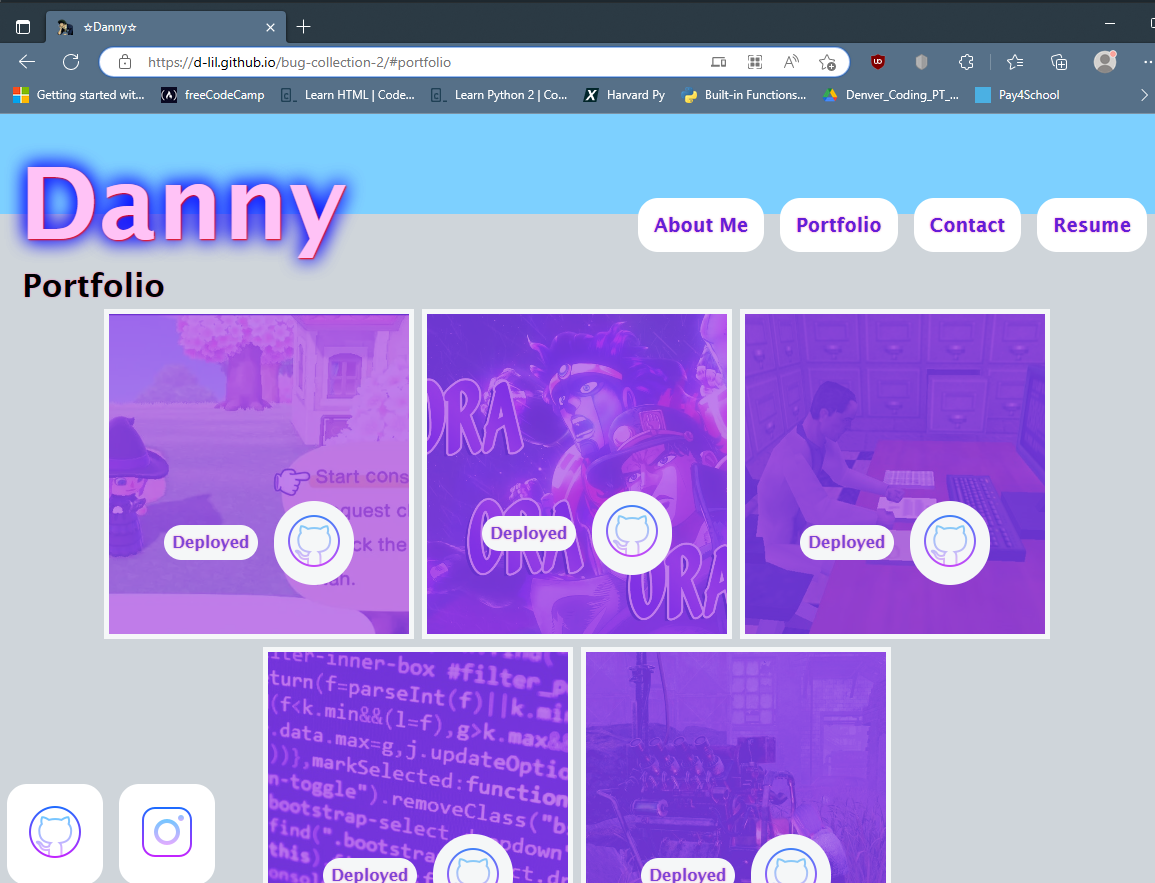 ☆Danny☆
https://d-lil.github.io/bug-collection-2/#portfolio
Getting started wit... freeCodeCamp Learn HTML | Code... Learn Python 2 | Co... Harvard Py Built-in Functions... Denver_Coding_PT_... Pay4School
Danny
About Me Portfolio Contact Resume
Portfolio
ORA
ORA
ORA
Start cons
quest c
ck the
an.
Deployed
Deployed
Deployed
lter-inner-box #filter_p
turn(f=parseInt(f)||k.mi
(f<k.min&&(l=f),g>k.max&
.data.max=g,j.updateOptio
))},markSelected:function
n-toggle").removeClass("b
bootstrap-select .dropdown"
find(".bootstra
this)
Deployed
Deployed